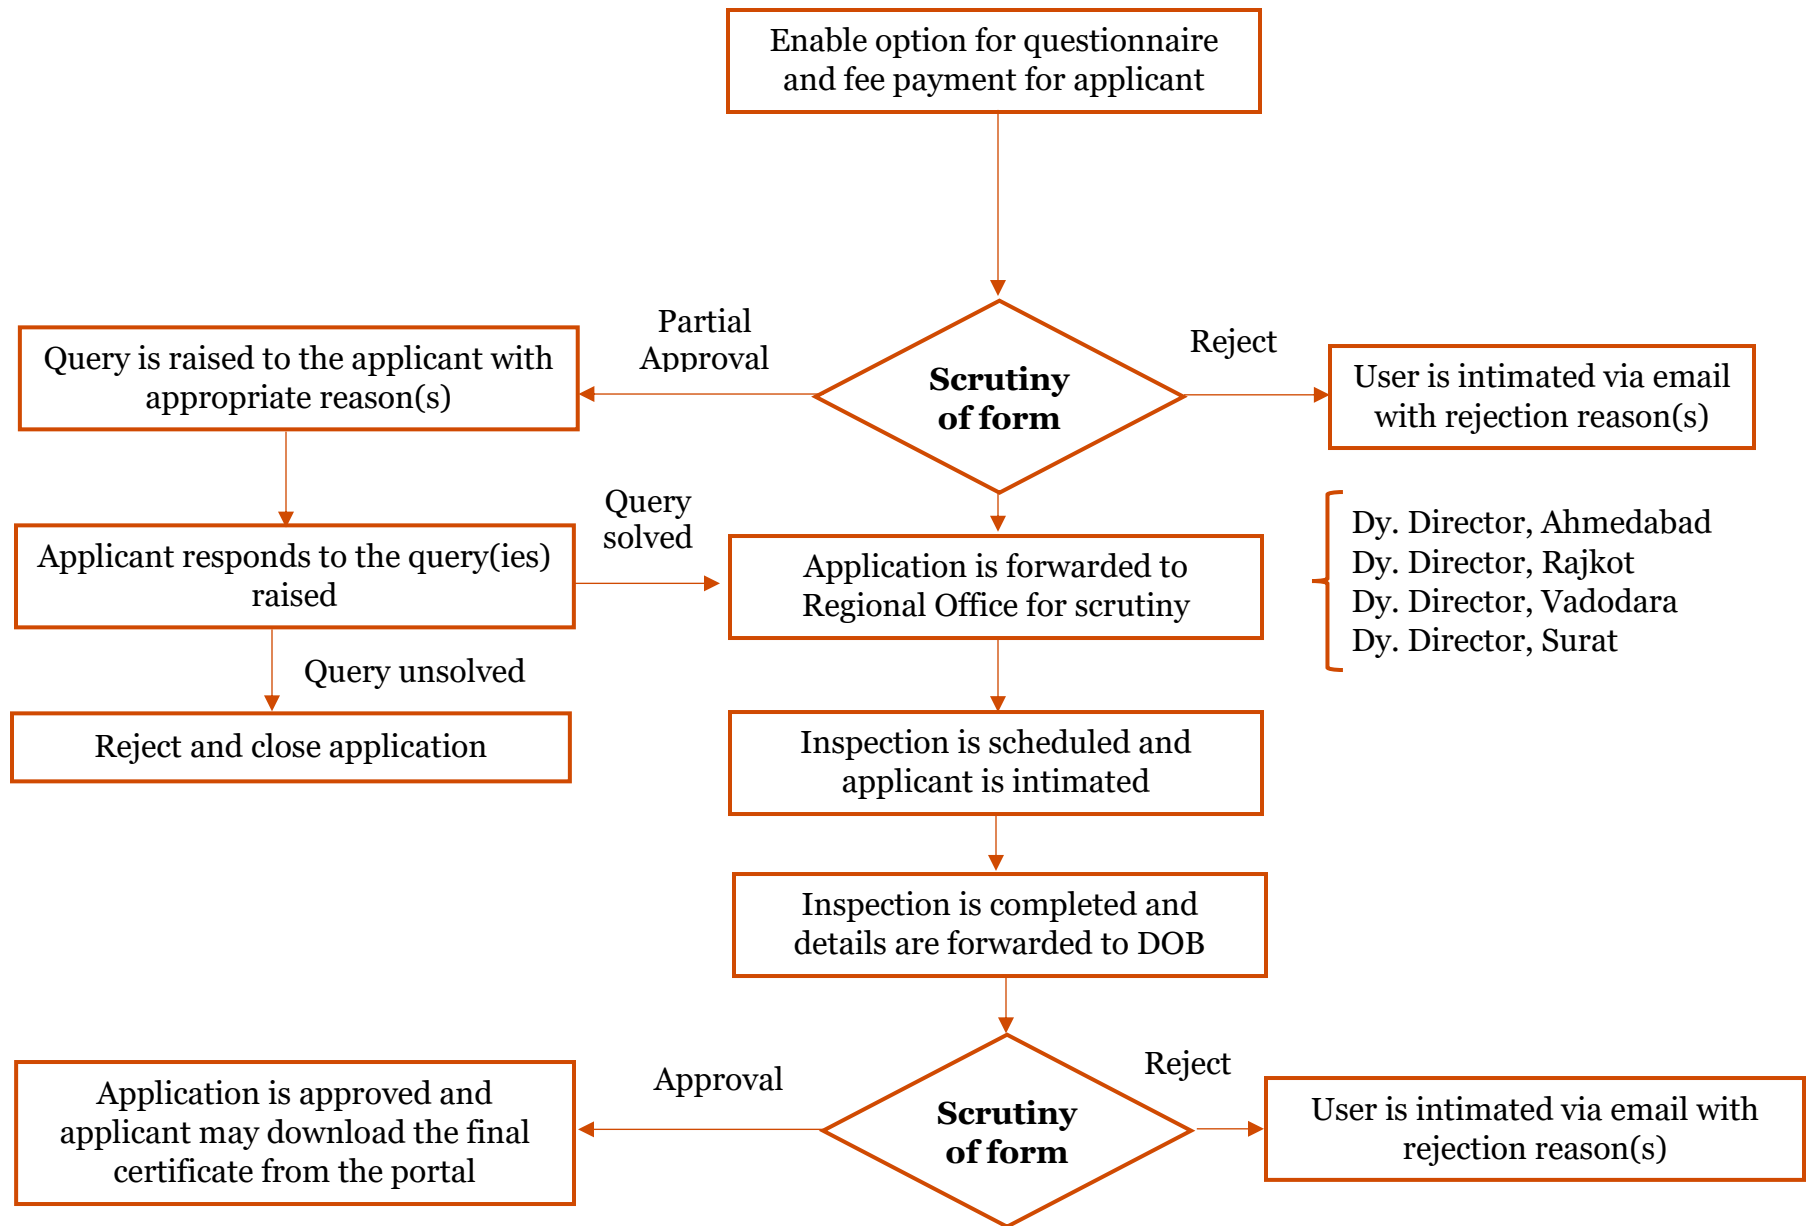 Enable option for questionnaire
and fee payment for applicant
Partial
Approval
Reject
Query is raised to the applicant with
appropriate reason(s)
Scrutiny
of form
User is intimated via email
with rejection reason(s)
Query
solved
Applicant responds to the query(ies)
raised
Application is forwarded to
Regional Office for scrutiny
Dy. Director, Ahmedabad
Dy. Director, Rajkot
Dy. Director, Vadodara
Dy. Director, Surat
Query unsolved
Reject and close application
Inspection is scheduled and
applicant is intimated
Inspection is completed and
details are forwarded to DOB
Approval
Reject
Application is approved and
applicant may download the final
certificate from the portal
Scrutiny
of form
User is intimated via email with
rejection reason(s)